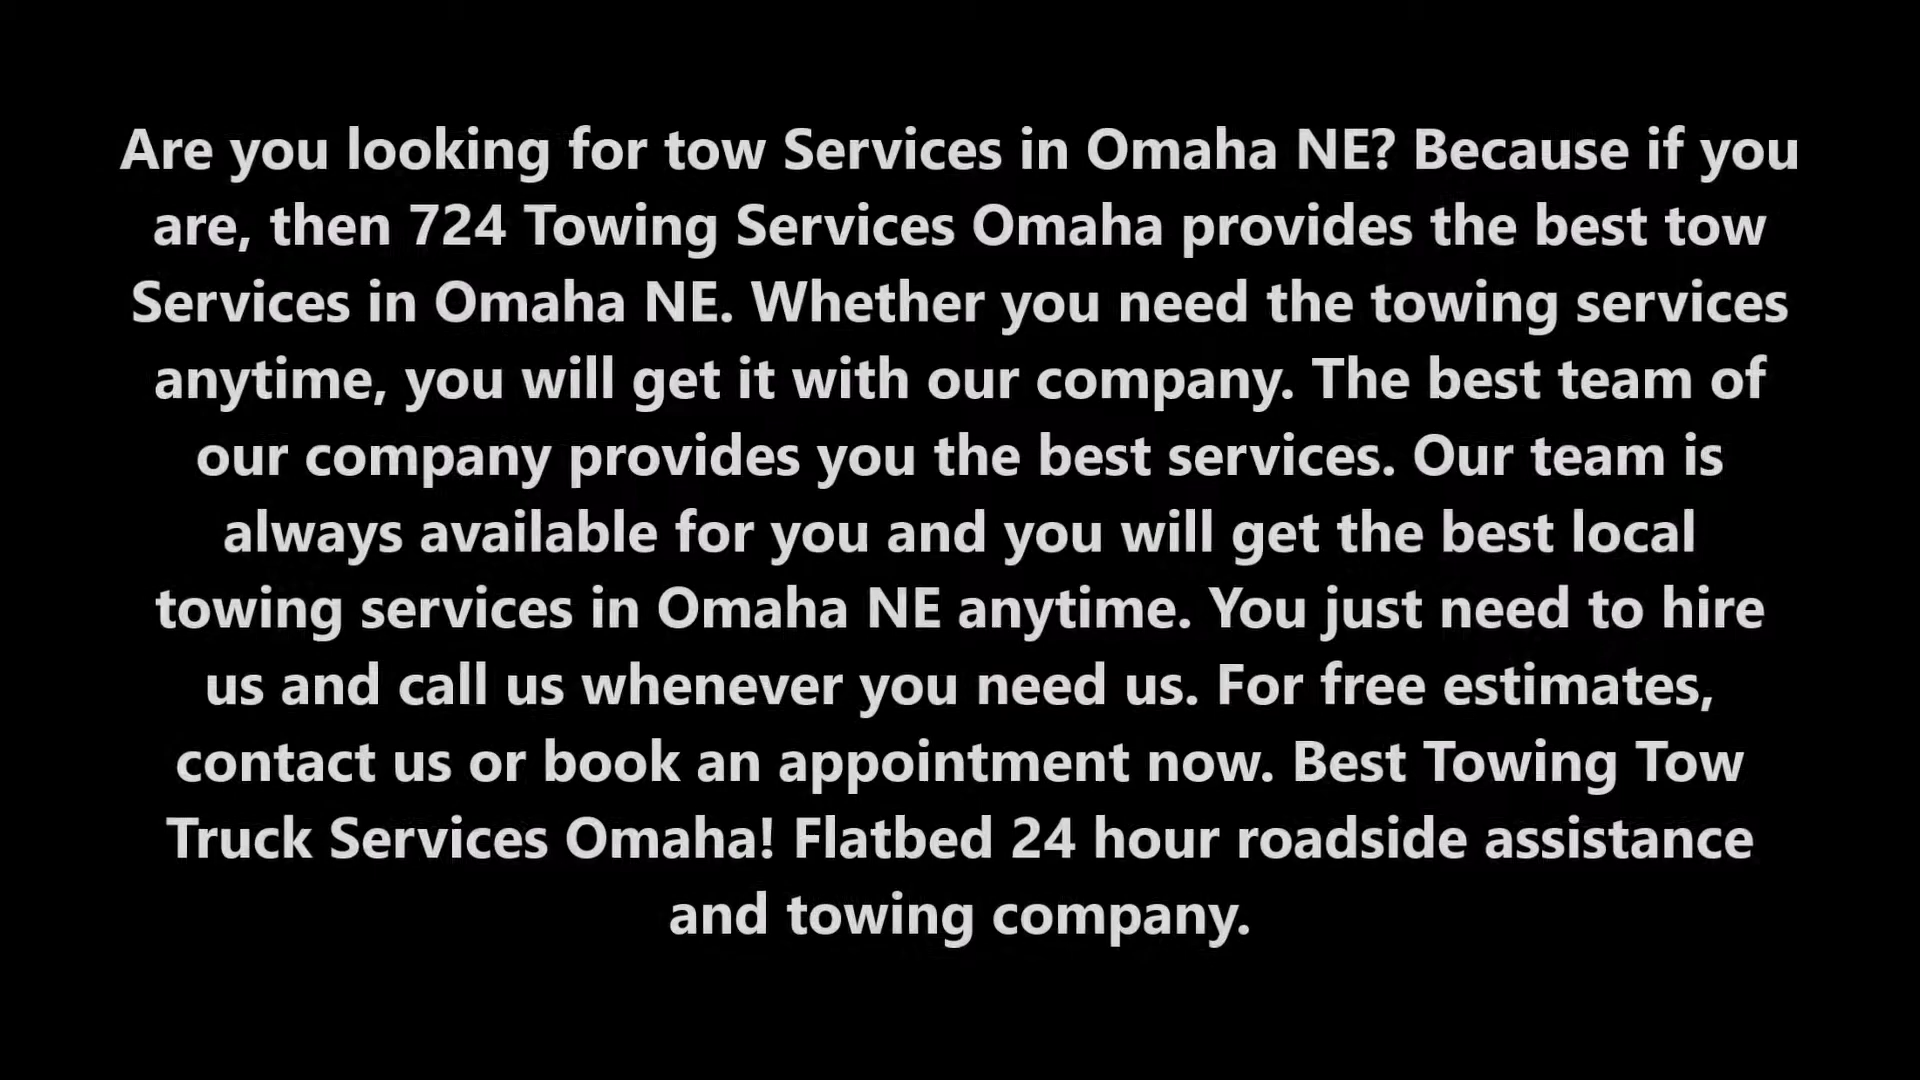 Are you looking for tow Services in Omaha NE? Because if you
are, then 724 Towing Services Omaha provides the best tow
Services in Omaha NE. Whether you need the towing services
anytime, you will get it with our company. The best team of
our company provides you the best services. Our team is
always available for you and you will get the best local
towing services in Omaha NE anytime. You just need to hire
us and call us whenever you need us. For free estimates,
contact us or book an appointment now. Best Towing Tow
Truck Services Omaha! Flatbed 24 hour roadside assistance
and towing company.